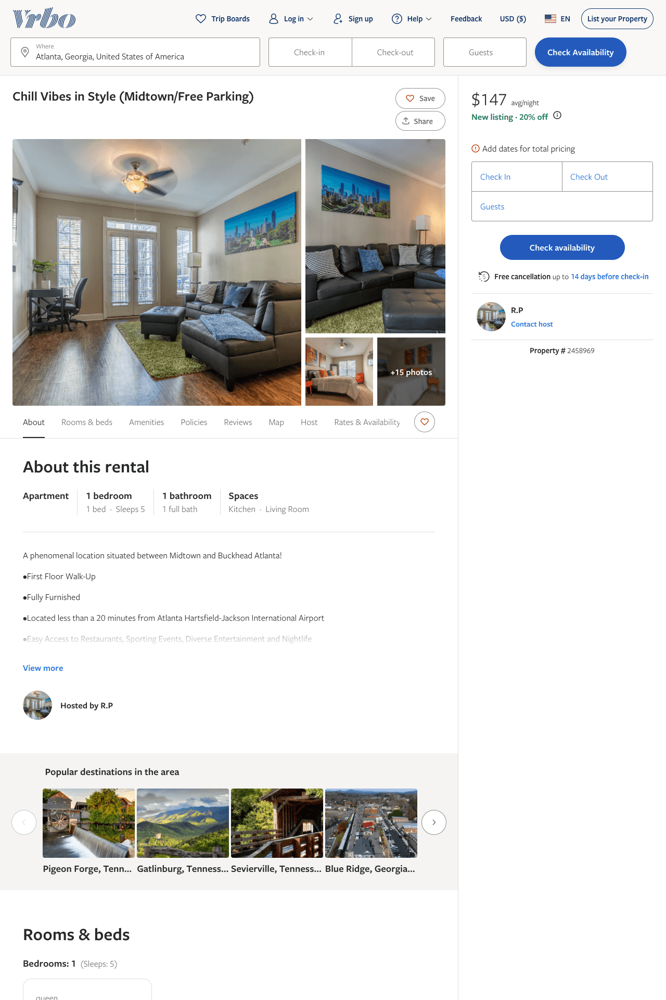 Vrbo
Trip Boards
Log in
Sign up
Help
Feedback
USD ($)
EN
List your Property
Where
Atlanta, Georgia, United States of America
Check-in
Check-out
Guests
Check Availability
Chill Vibes in Style (Midtown/Free Parking)
Save
Share
+15 photos
$147 avg/night
New listing · 20% off
Add dates for total pricing
Check In
Check Out
Guests
Check availability
Free cancellation up to 14 days before check-in
R.P
Contact host
Property # 2458969
About
Rooms & beds
Amenities
Policies
Reviews
Map
Host
Rates & Availability
About this rental
Apartment
1 bedroom
1 bed · Sleeps 5
1 bathroom
1 full bath
Spaces
Kitchen · Living Room
A phenomenal location situated between Midtown and Buckhead Atlanta!
●First Floor Walk-Up
●Fully Furnished
●Located less than a 20 minutes from Atlanta Hartsfield-Jackson International Airport
●Easy Access to Restaurants, Sporting Events, Diverse Entertainment and Nightlife
View more
Hosted by R.P
Popular destinations in the area
Pigeon Forge, Tenn...
Gatlinburg, Tenness...
Sevierville, Tenness...
Blue Ridge, Georgia...
Rooms & beds
Bedrooms: 1 (Sleeps: 5)
queen